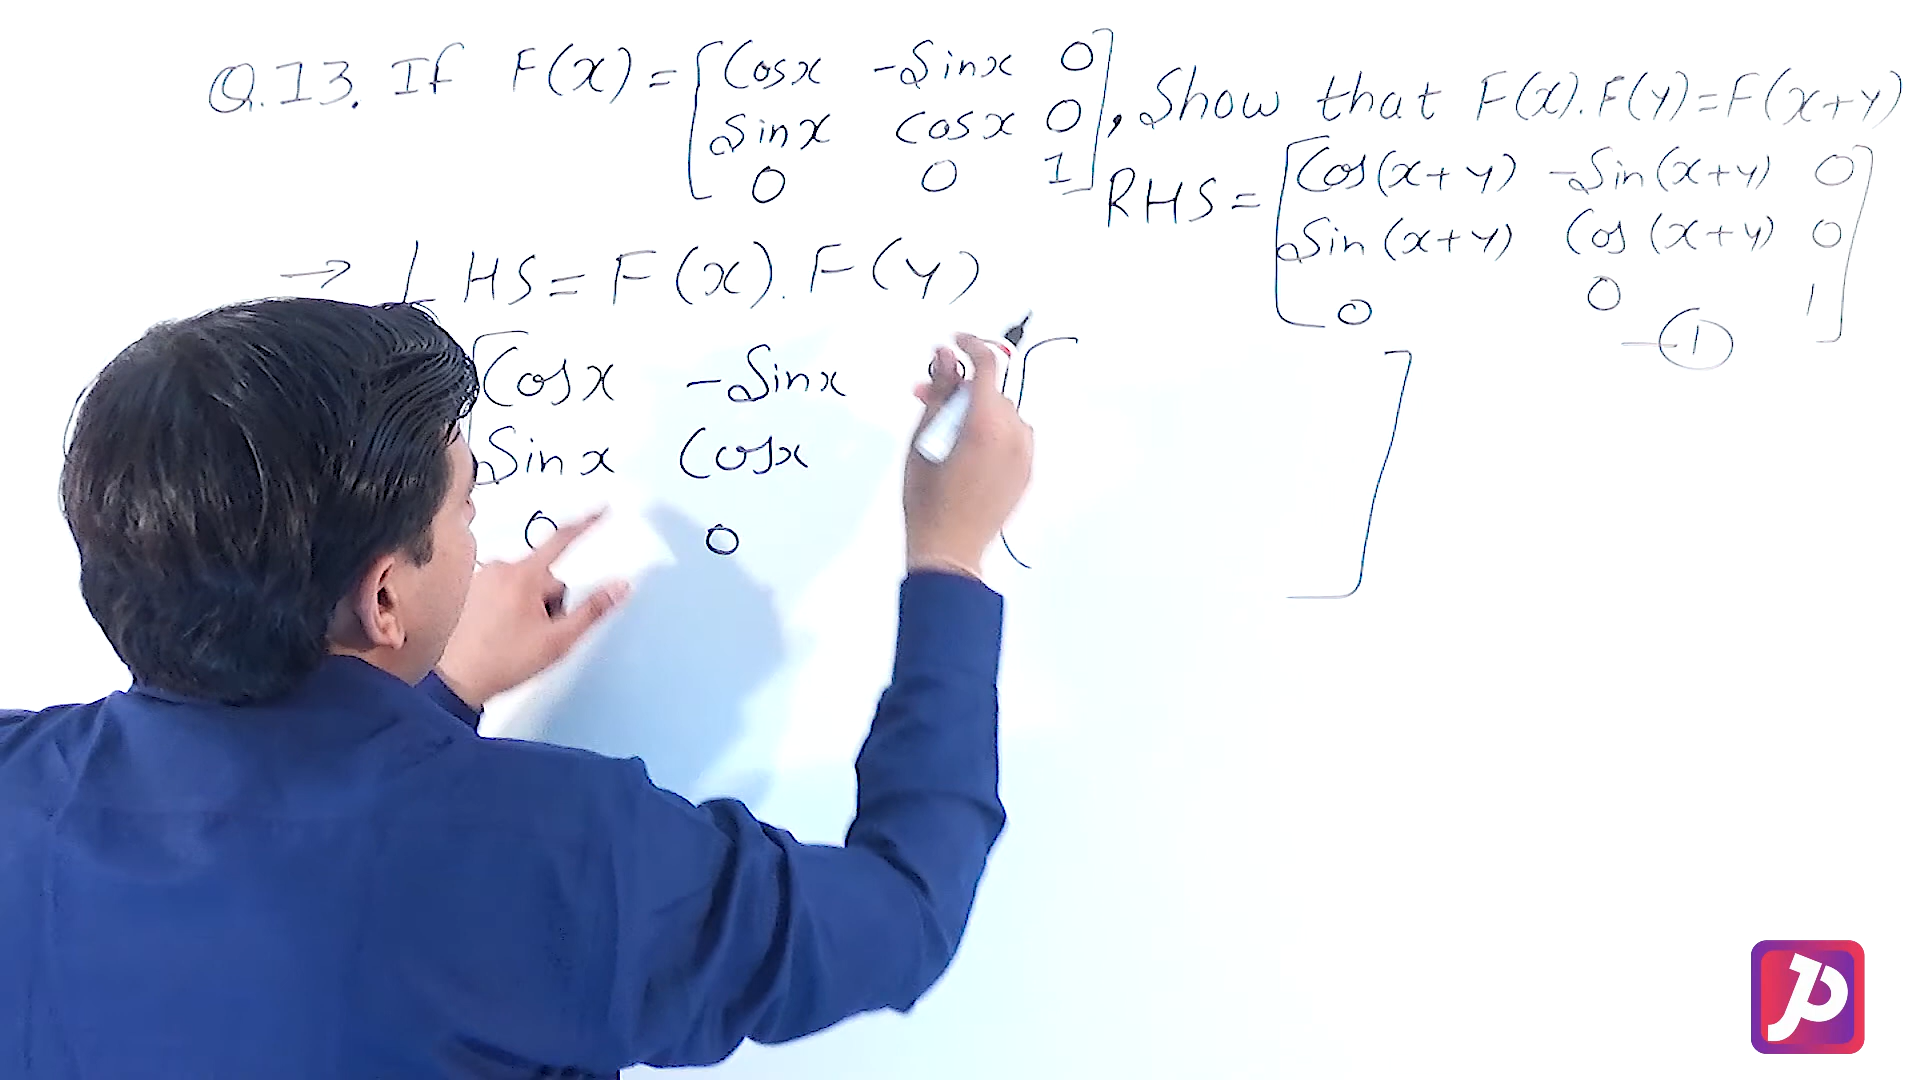 Q.13. If F(x) = [Cosx -Sinx 0], Show that F(x).F(y)=F(x+y)
Sinx Cosx 0
0 0 1
RHS = [Cos(x+y) -Sin(x+y) 0]
Sin(x+y) Cos(x+y) 0
0 0 1
—①
→ LHS = F(x).F(y)
[Cosx -Sinx 0] [ ]
Sinx Cosx
0 0